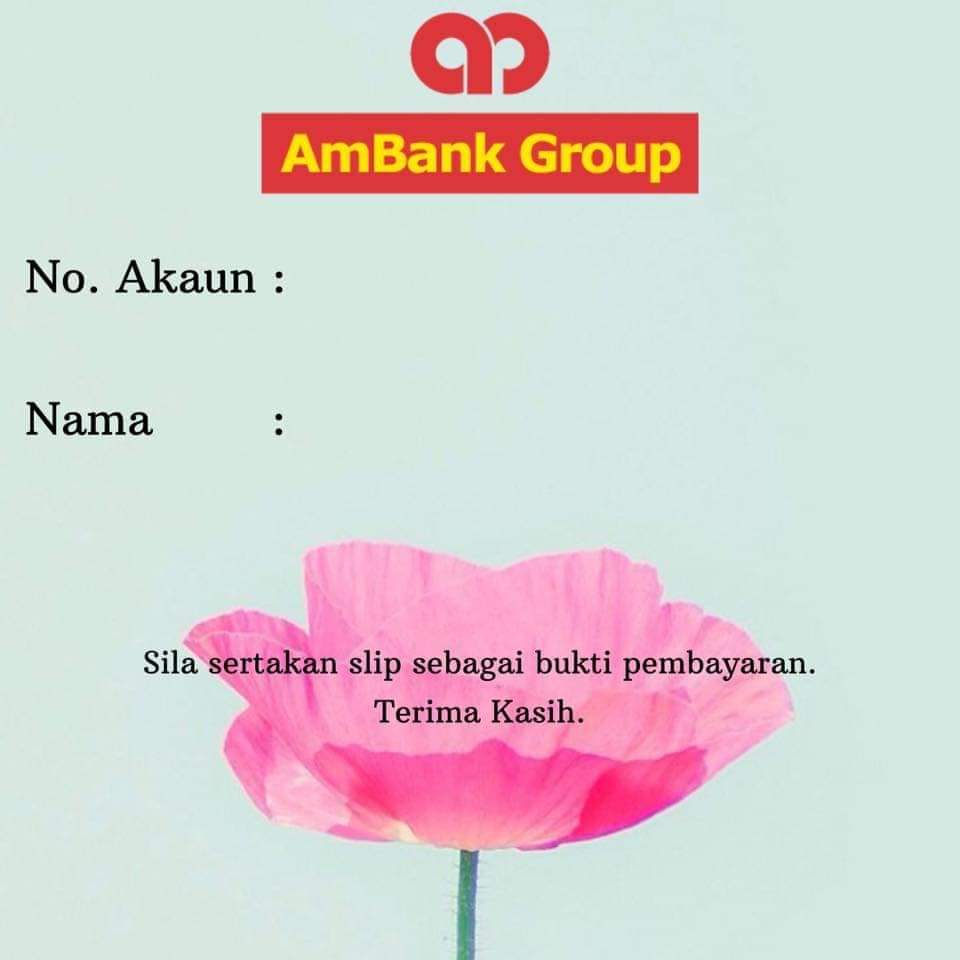 AmBank Group
No. Akaun :
Nama :
Sila sertakan slip sebagai bukti pembayaran.
Terima Kasih.